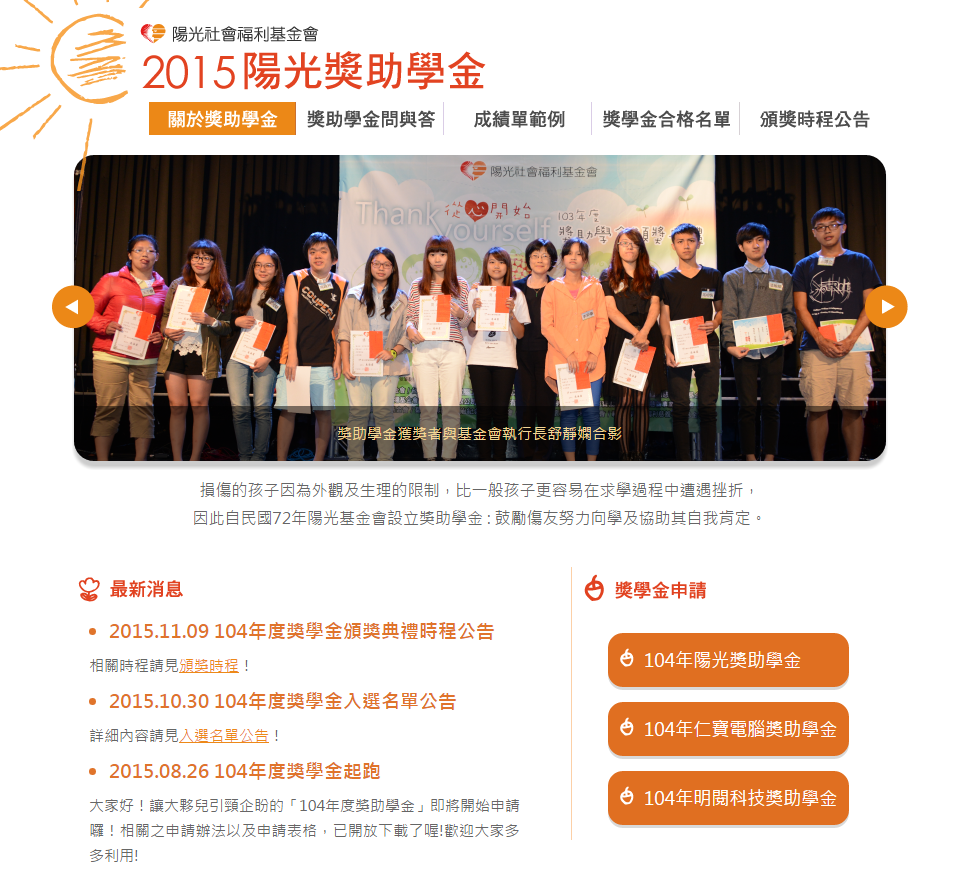 陽光社會福利基金會
2015陽光獎助學金
關於獎助學金 獎助學金問與答 成績單範例 獎學金合格名單 頒獎時程公告
陽光社會福利基金會
Thank 從心開始
yourself 103年度
獎助學金頒獎典禮
獎助學金獲獎者與基金會執行長舒靜嫻合影
損傷的孩子因為外觀及生理的限制，比一般孩子更容易在求學過程中遭遇挫折，
因此自民國72年陽光基金會設立獎助學金 : 鼓勵傷友努力向學及協助其自我肯定。
最新消息
2015.11.09 104年度獎學金頒獎典禮時程公告
相關時程請見頒獎時程！
2015.10.30 104年度獎學金入選名單公告
詳細內容請見入選名單公告！
2015.08.26 104年度獎學金起跑
大家好！讓大夥兒引頸企盼的「104年度獎助學金」即將開始申請
囉！相關之申請辦法以及申請表格，已開放下載了喔!歡迎大家多
多利用!
獎學金申請
104年陽光獎助學金
104年仁寶電腦獎助學金
104年明閱科技獎助學金